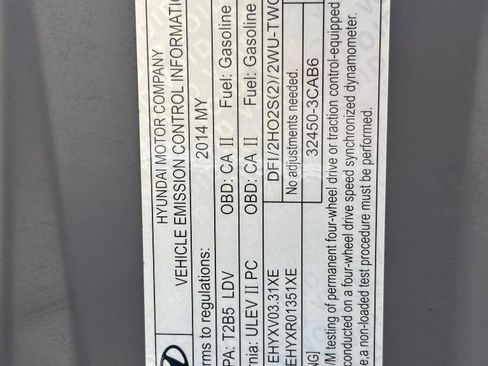 HYUNDAI MOTOR COMPANY
VEHICLE EMISSION CONTROL INFORMATI
rms to regulations: 2014 MY
PA: T2B5 LDV OBD: CA II Fuel: Gasoline
rnia: ULEV II PC OBD: CA II Fuel: Gasoline
EHYXV03.31XE DFI/2HO2S(2)/2WU-TWC
EHYXR01351XE No adjustments needed.
NG] 32450-3CAB6
/M testing of permanent four-wheel drive or traction control-equipped
conducted on a four-wheel drive speed synchronized dynamometer.
e,a non-loaded test procedure must be performed.